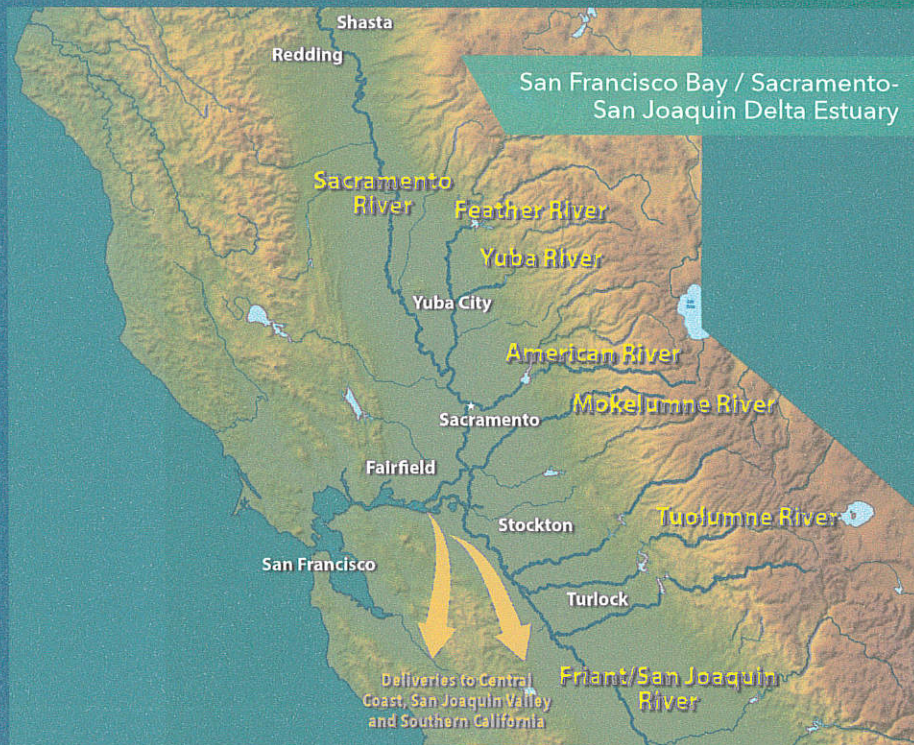 Shasta
Redding
San Francisco Bay / Sacramento-
San Joaquin Delta Estuary
Sacramento
River
Feather River
Yuba River
Yuba City
American River
Mokelumne River
Sacramento
Fairfield
Stockton
Tuolumne River
San Francisco
Turlock
Friant/San Joaquin
River
Deliveries to Central
Coast, San Joaquin Valley
and Southern California